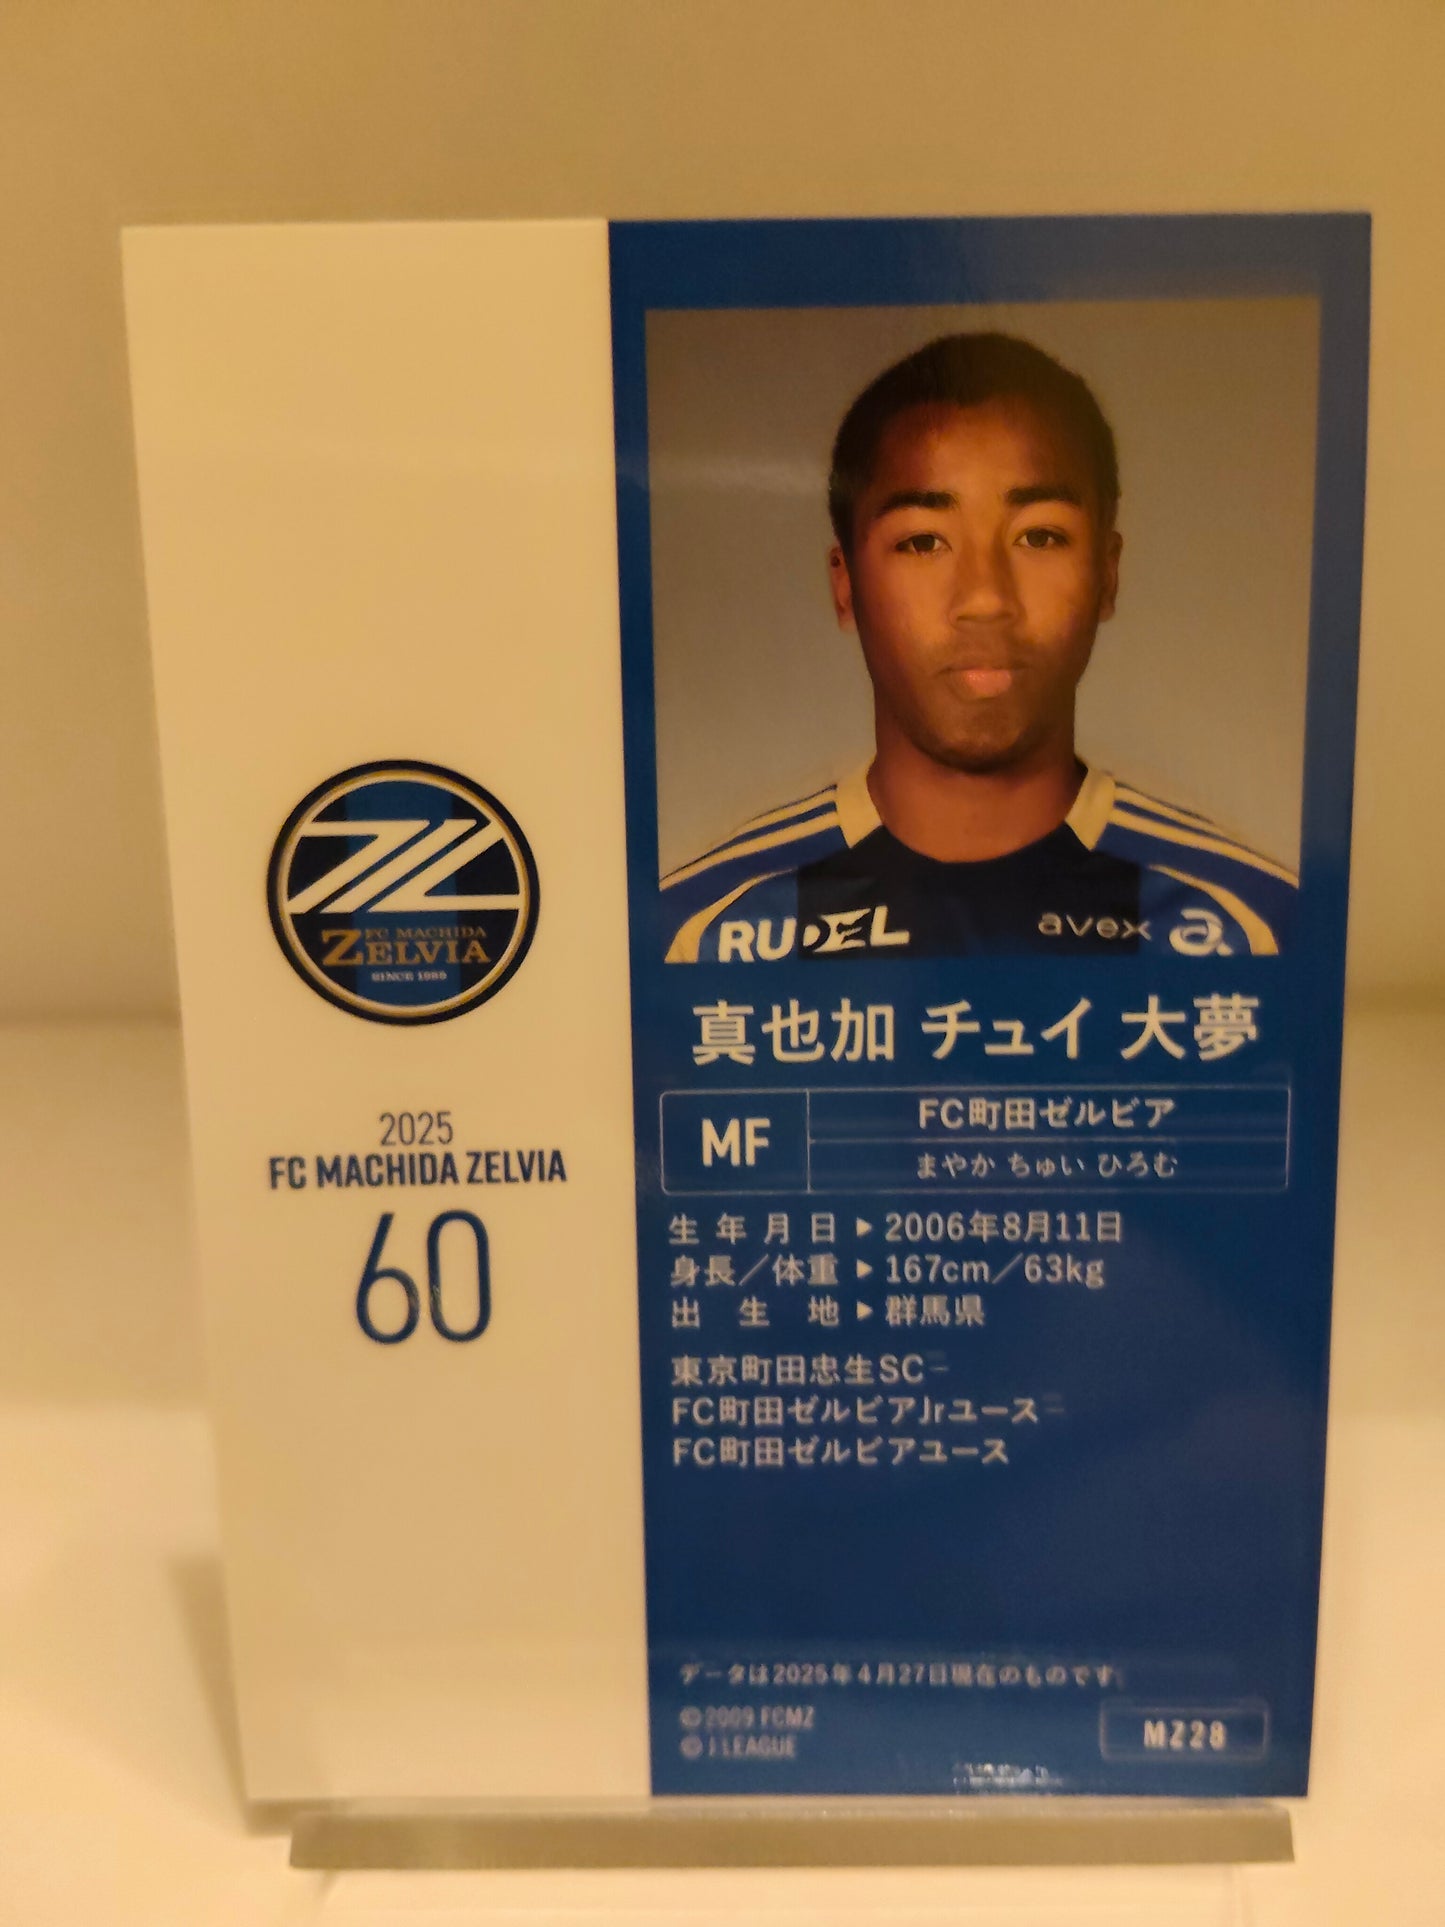 FC MACHIDA
ZELVIA
SINCE 1989
2025
FC MACHIDA ZELVIA
60
RUDEL
avex a
真也加 チュイ 大夢
MF
FC町田ゼルビア
まやか ちゅい ひろむ
生年月日▶2006年8月11日
身長／体重▶167cm／63kg
出生地▶群馬県
東京町田忠生SC−
FC町田ゼルビアJrユース−
FC町田ゼルビアユース
データは2025年4月27日現在のものです
©2009 FCMZ
©J.LEAGUE
MZ28